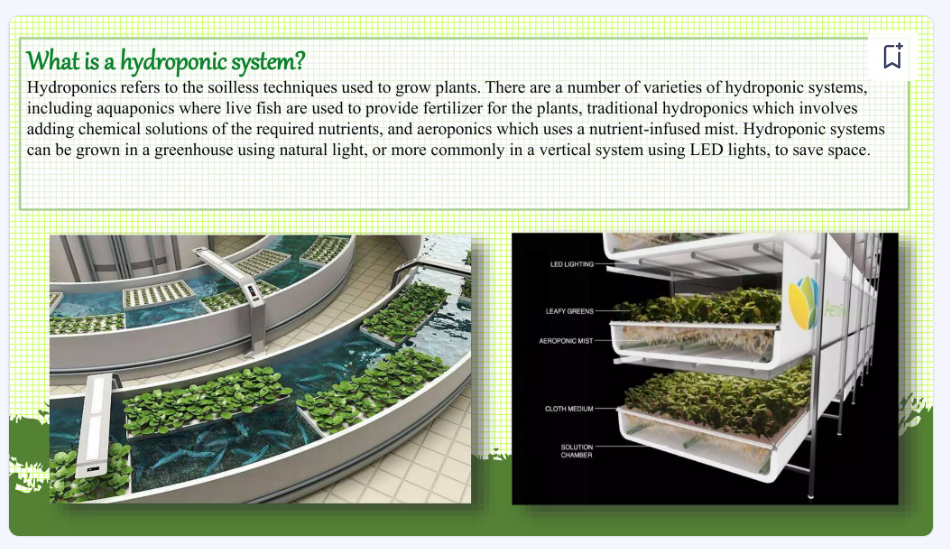 What is a hydroponic system?
Hydroponics refers to the soilless techniques used to grow plants. There are a number of varieties of hydroponic systems,
including aquaponics where live fish are used to provide fertilizer for the plants, traditional hydroponics which involves
adding chemical solutions of the required nutrients, and aeroponics which uses a nutrient-infused mist. Hydroponic systems
can be grown in a greenhouse using natural light, or more commonly in a vertical system using LED lights, to save space.
LED LIGHTING
LEAFY GREENS
AEROPONIC MIST
CLOTH MEDIUM
SOLUTION
CHAMBER